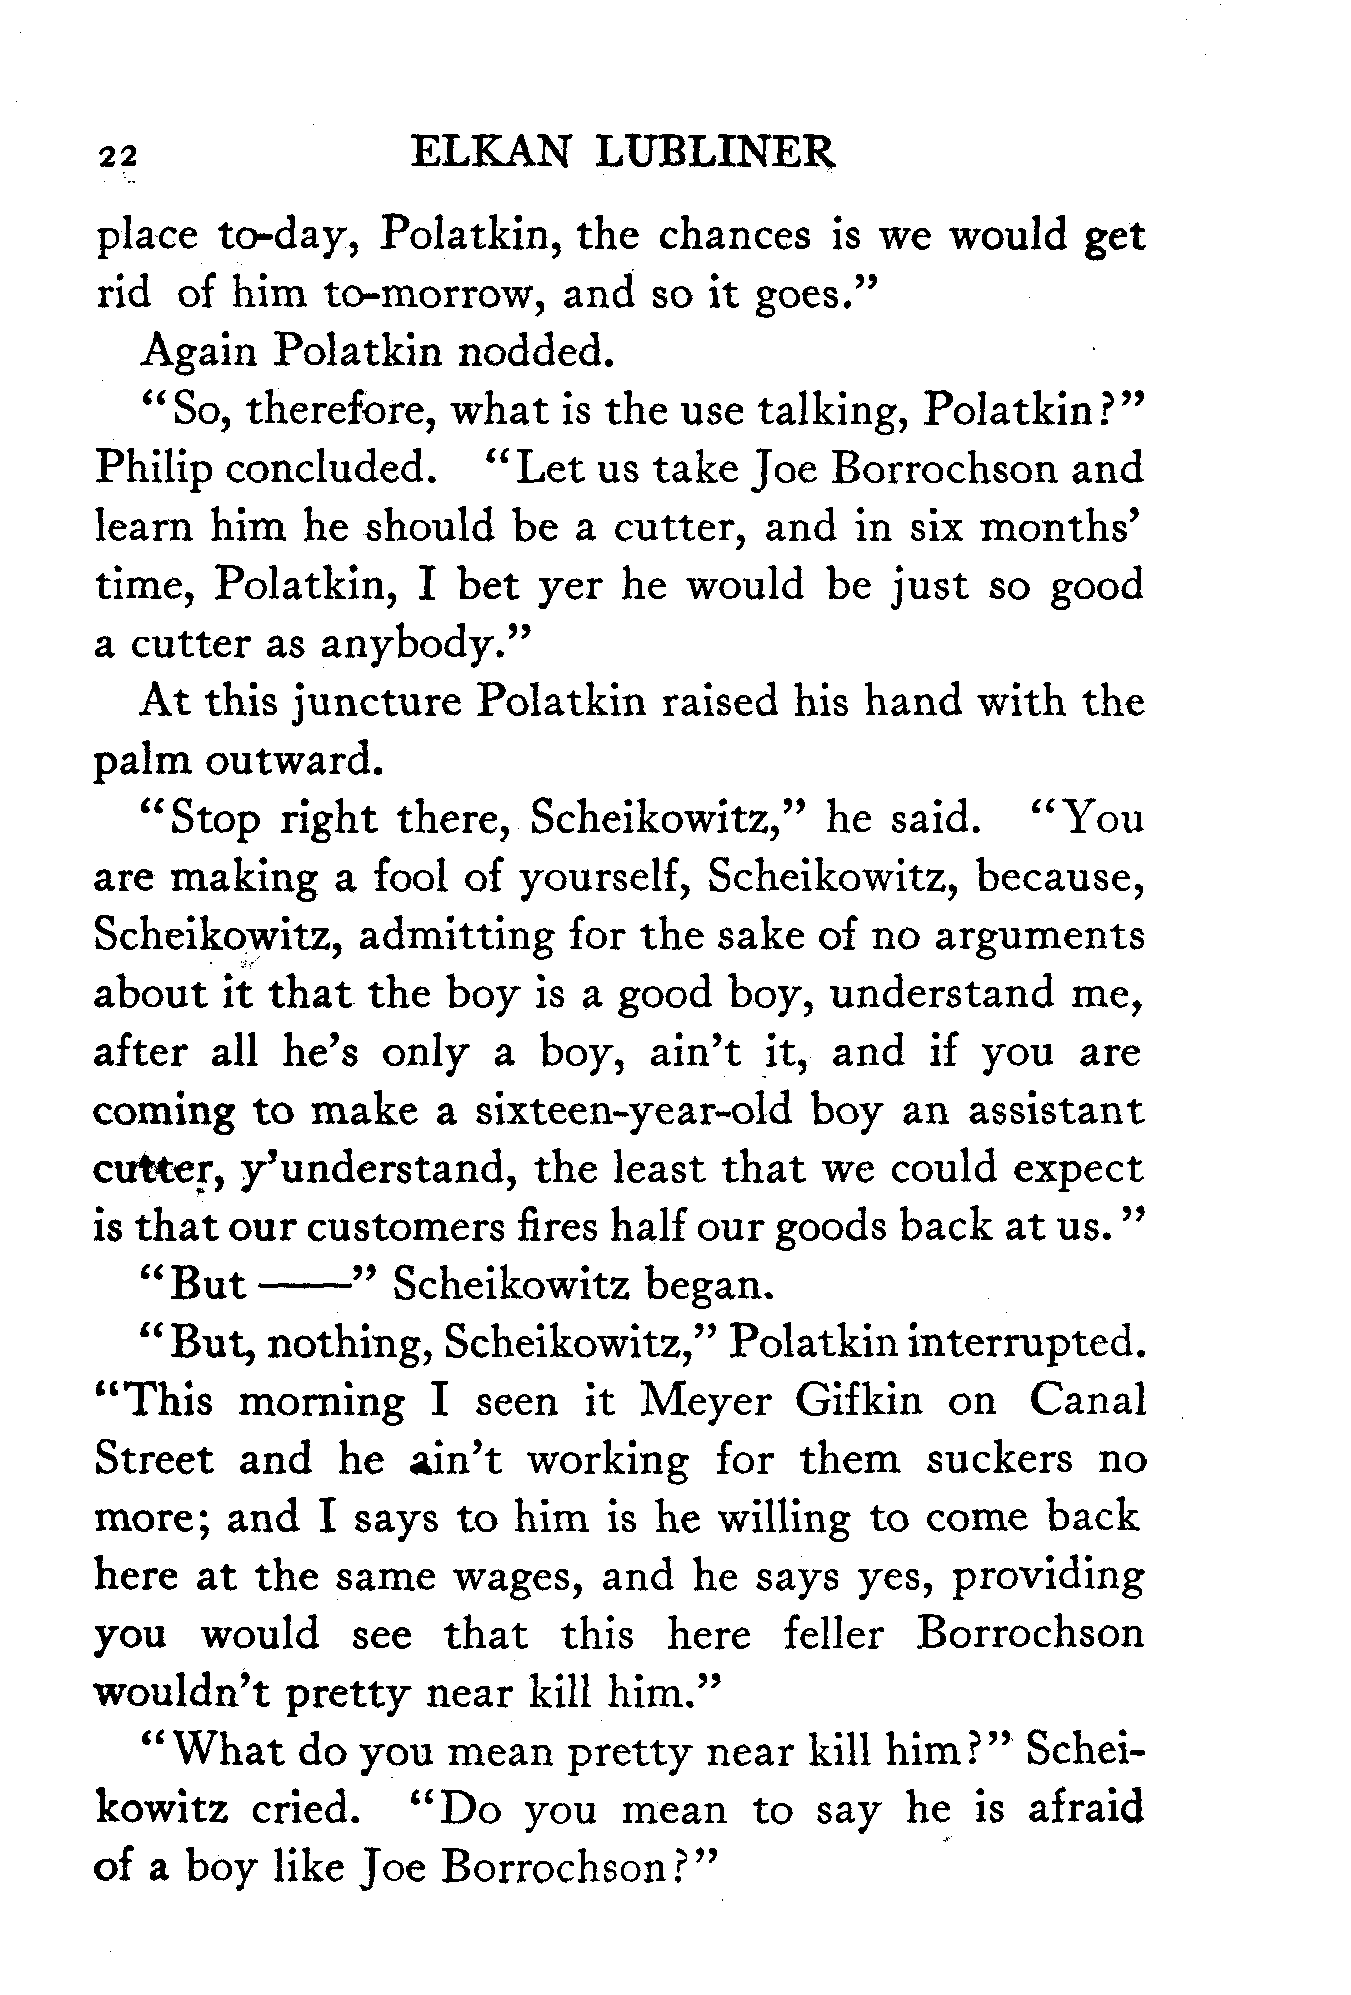 22 ELKAN LUBLINER
place to-day, Polatkin, the chances is we would get
rid of him to-morrow, and so it goes."
Again Polatkin nodded.
"So, therefore, what is the use talking, Polatkin?"
Philip concluded. "Let us take Joe Borrochson and
learn him he should be a cutter, and in six months'
time, Polatkin, I bet yer he would be just so good
a cutter as anybody."
At this juncture Polatkin raised his hand with the
palm outward.
"Stop right there, Scheikowitz," he said. "You
are making a fool of yourself, Scheikowitz, because,
Scheikowitz, admitting for the sake of no arguments
about it that the boy is a good boy, understand me,
after all he's only a boy, ain't it, and if you are
coming to make a sixteen-year-old boy an assistant
cutter, y'understand, the least that we could expect
is that our customers fires half our goods back at us."
"But ——" Scheikowitz began.
"But, nothing, Scheikowitz," Polatkin interrupted.
"This morning I seen it Meyer Gifkin on Canal
Street and he ain't working for them suckers no
more; and I says to him is he willing to come back
here at the same wages, and he says yes, providing
you would see that this here feller Borrochson
wouldn't pretty near kill him."
"What do you mean pretty near kill him?" Schei-
kowitz cried. "Do you mean to say he is afraid
of a boy like Joe Borrochson?"